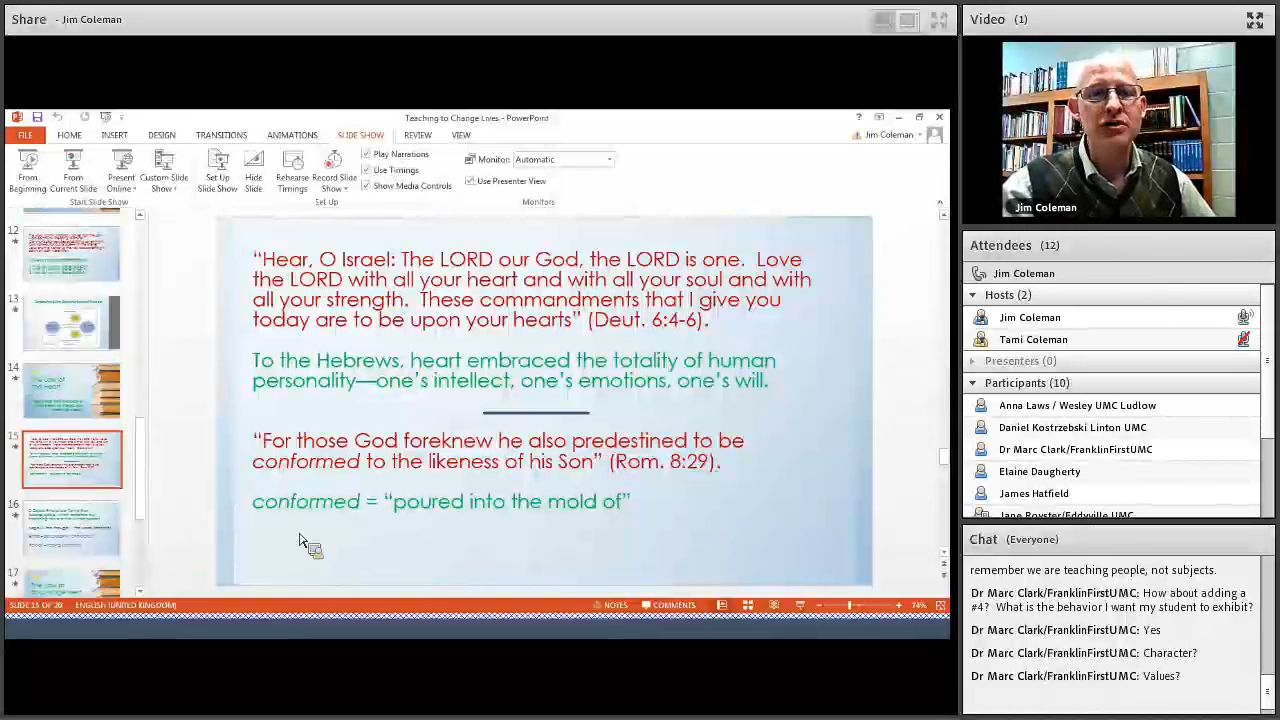 Share - Jim Coleman
Teaching to Change Lives - PowerPoint
FILE HOME INSERT DESIGN TRANSITIONS ANIMATIONS SLIDE SHOW REVIEW VIEW
Jim Coleman
From Beginning
From Current Slide
Present Online
Custom Slide Show
Set Up Slide Show
Hide Slide
Rehearse Timings
Record Slide Show
Play Narrations
Use Timings
Show Media Controls
Monitor: Automatic
Use Presenter View
Start Slide Show
Set Up
Monitors
12
13
14
The Law of the Heart
15
16
17
“Hear, O Israel: The LORD our God, the LORD is one. Love
the LORD with all your heart and with all your soul and with
all your strength. These commandments that I give you
today are to be upon your hearts” (Deut. 6:4-6).
To the Hebrews, heart embraced the totality of human
personality—one’s intellect, one’s emotions, one’s will.
“For those God foreknew he also predestined to be
conformed to the likeness of his Son” (Rom. 8:29).
conformed = “poured into the mold of”
SLIDE 15 OF 20 ENGLISH (UNITED KINGDOM)
NOTES COMMENTS 74%
Video (1)
Jim Coleman
Attendees (12)
Jim Coleman
Hosts (2)
Jim Coleman
Tami Coleman
Presenters (0)
Participants (10)
Anna Laws / Wesley UMC Ludlow
Daniel Kostrzebski Linton UMC
Dr Marc Clark/FranklinFirstUMC
Elaine Daugherty
James Hatfield
Jane Royster/Eddyville UMC
Chat (Everyone)
remember we are teaching people, not subjects.
Dr Marc Clark/FranklinFirstUMC: How about adding a
#4? What is the behavior I want my student to exhibit?
Dr Marc Clark/FranklinFirstUMC: Yes
Dr Marc Clark/FranklinFirstUMC: Character?
Dr Marc Clark/FranklinFirstUMC: Values?